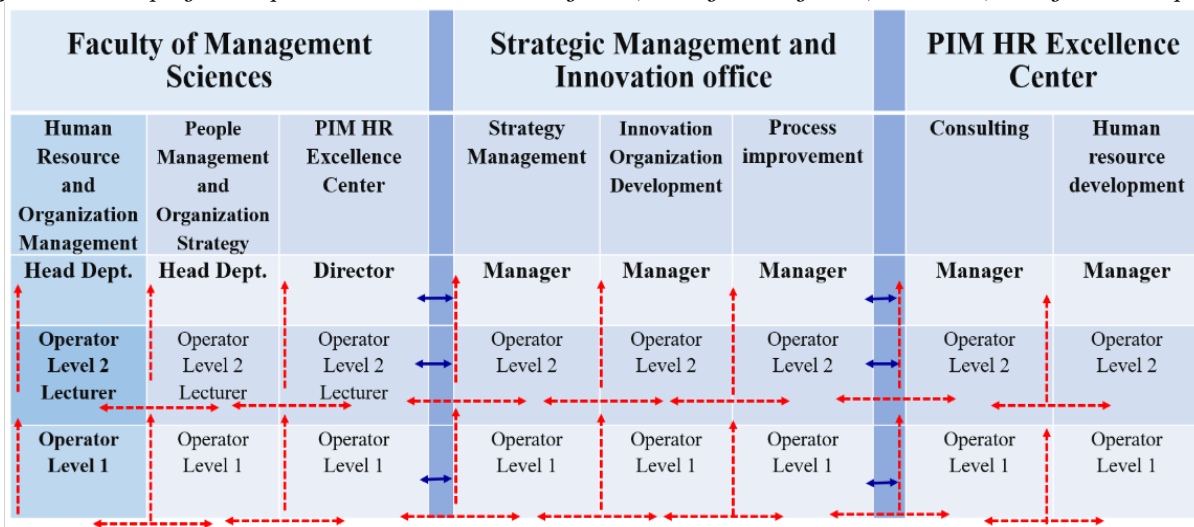 Faculty of Management
Sciences
Strategic Management and
Innovation office
PIM HR Excellence
Center
Human
Resource
and
Organization
Management
People
Management
and
Organization
Strategy
PIM HR
Excellence
Center
Strategy
Management
Innovation
Organization
Development
Process
improvement
Consulting
Human
resource
development
Head Dept.
Head Dept.
Director
Manager
Manager
Manager
Manager
Manager
Operator
Level 2
Lecturer
Operator
Level 2
Lecturer
Operator
Level 2
Lecturer
Operator
Level 2
Operator
Level 2
Operator
Level 2
Operator
Level 2
Operator
Level 2
Operator
Level 1
Operator
Level 1
Operator
Level 1
Operator
Level 1
Operator
Level 1
Operator
Level 1
Operator
Level 1
Operator
Level 1